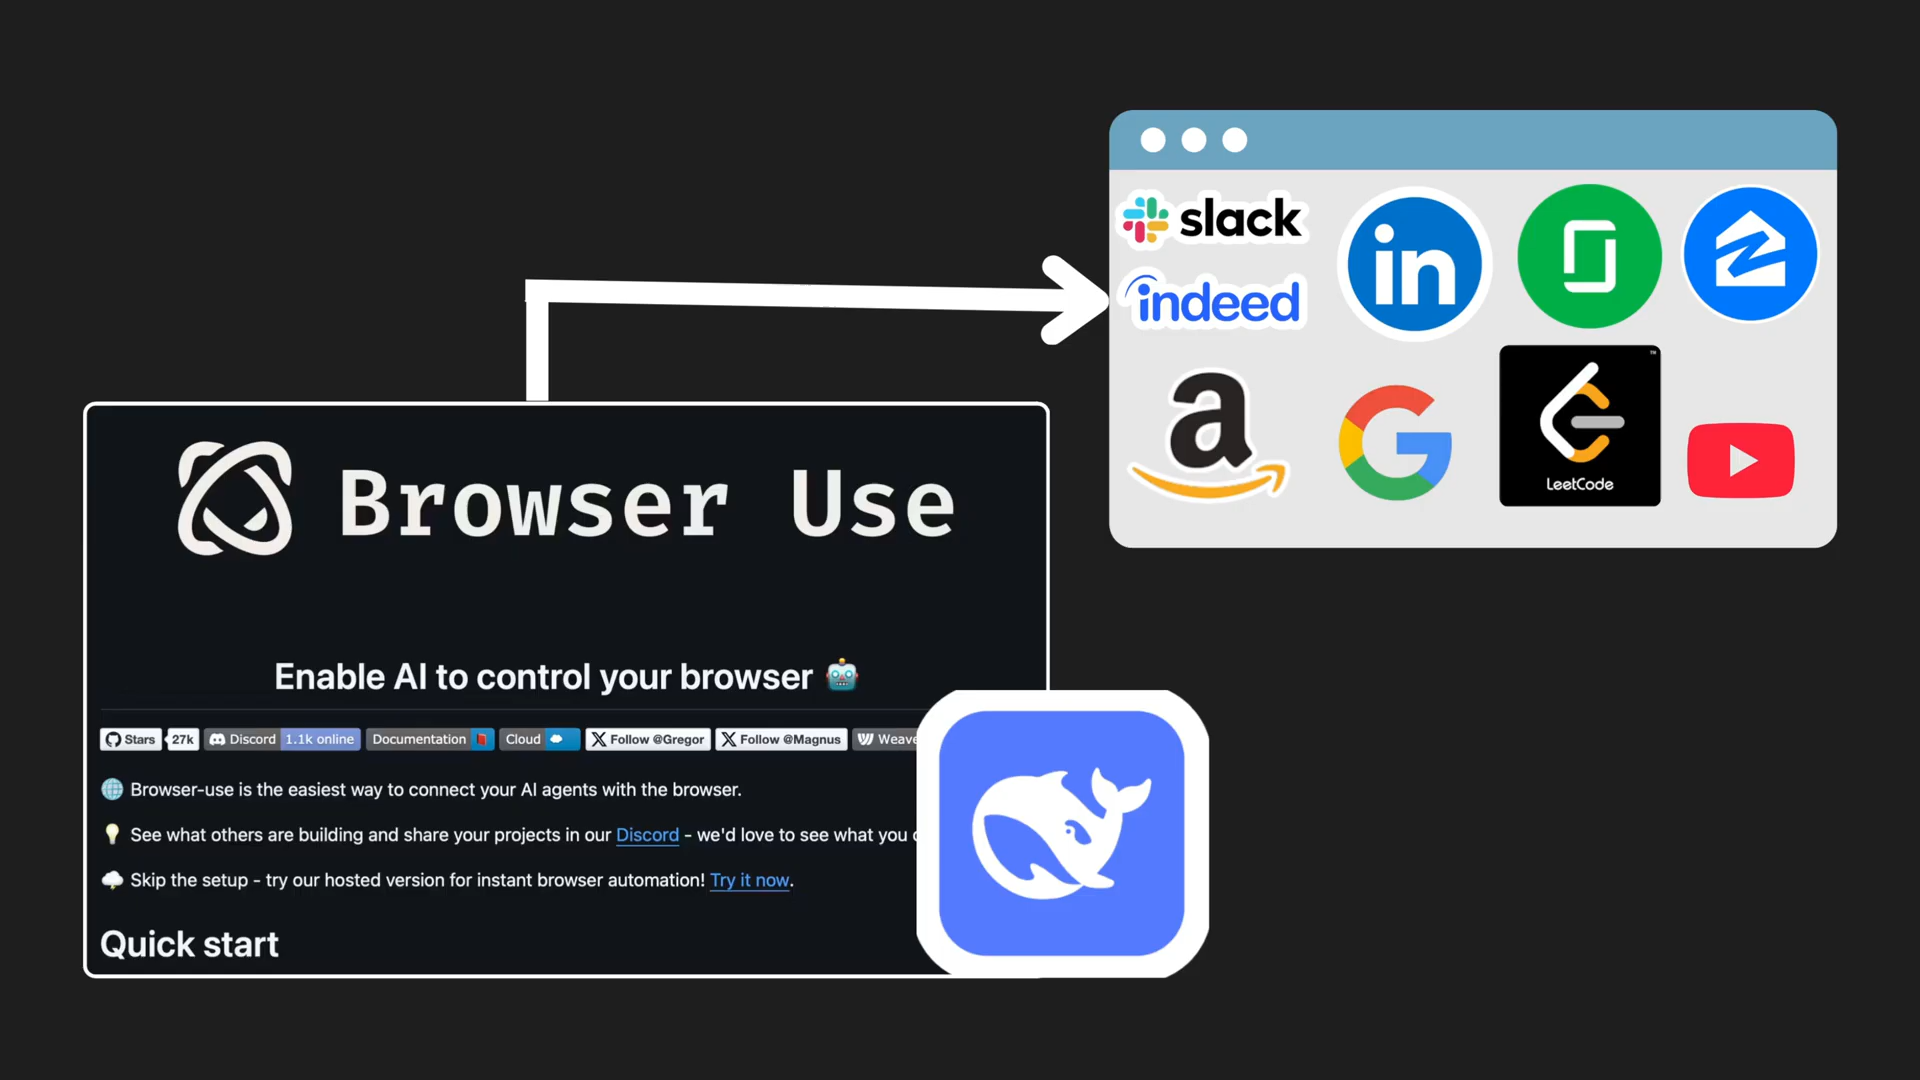 slack
in
indeed
a
G
LeetCode
TM
Browser Use
Enable AI to control your browser
Stars 27k Discord 1.1k online Documentation Cloud Follow @Gregor Follow @Magnus Weave
Browser-use is the easiest way to connect your AI agents with the browser.
See what others are building and share your projects in our Discord - we'd love to see what you
Skip the setup - try our hosted version for instant browser automation! Try it now.
Quick start